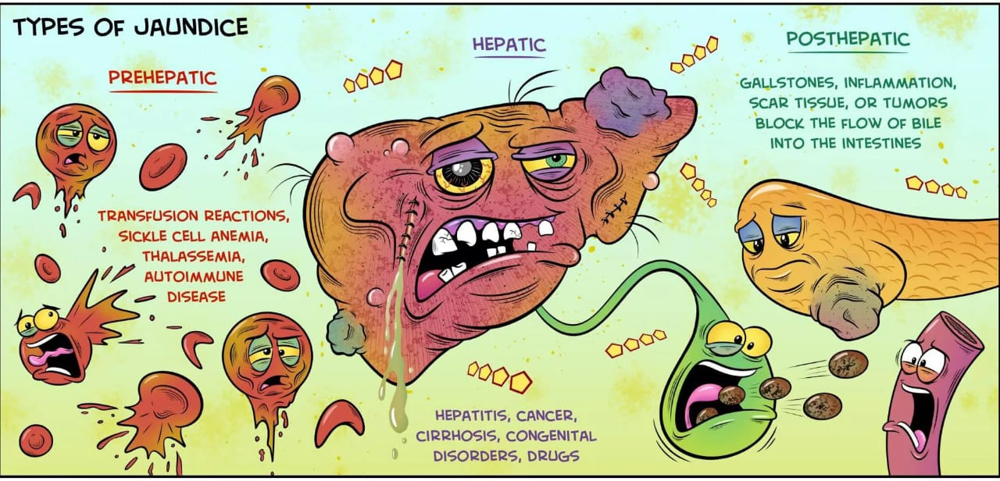 TYPES OF JAUNDICE
PREHEPATIC
TRANSFUSION REACTIONS,
SICKLE CELL ANEMIA,
THALASSEMIA,
AUTOIMMUNE
DISEASE
HEPATIC
HEPATITIS, CANCER,
CIRRHOSIS, CONGENITAL
DISORDERS, DRUGS
POSTHEPATIC
GALLSTONES, INFLAMMATION,
SCAR TISSUE, OR TUMORS
BLOCK THE FLOW OF BILE
INTO THE INTESTINES